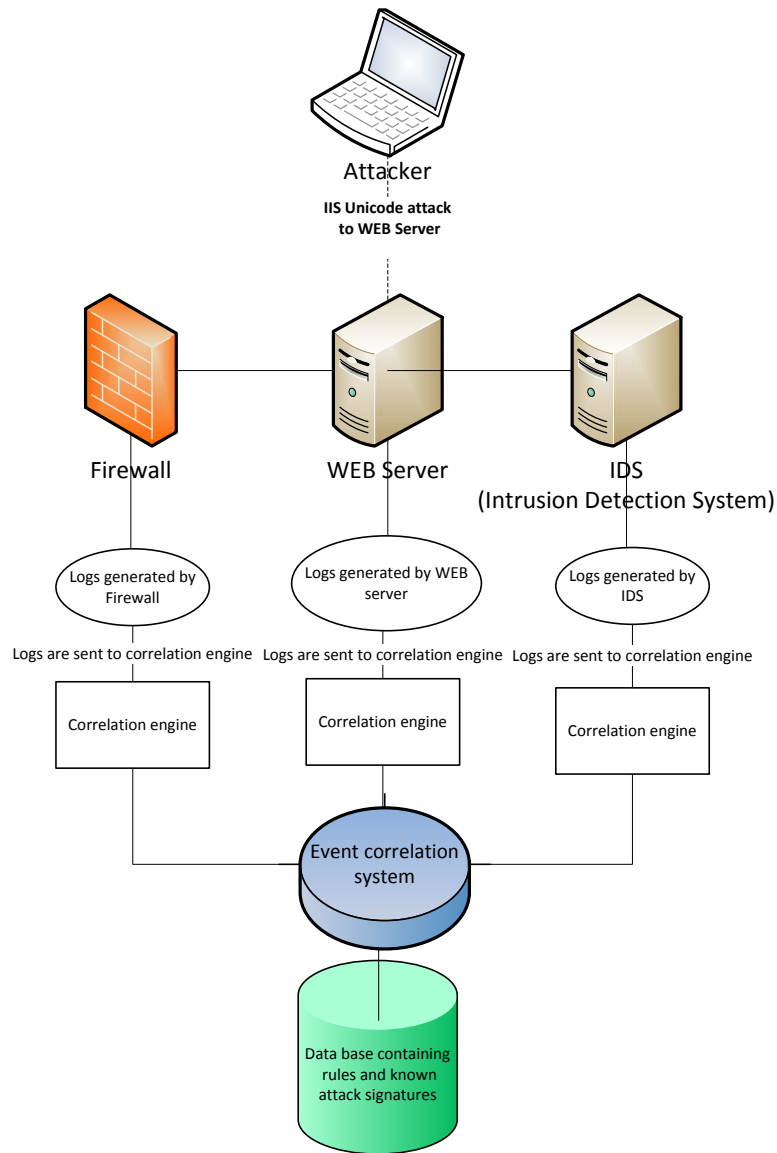 Attacker
IIS Unicode attack
to WEB Server
Firewall
WEB Server
IDS
(Intrusion Detection System)
Logs generated by
Firewall
Logs generated by WEB
server
Logs generated by
IDS
Logs are sent to correlation engine
Logs are sent to correlation engine
Logs are sent to correlation engine
Correlation engine
Correlation engine
Correlation engine
Event correlation
system
Data base containing
rules and known
attack signatures